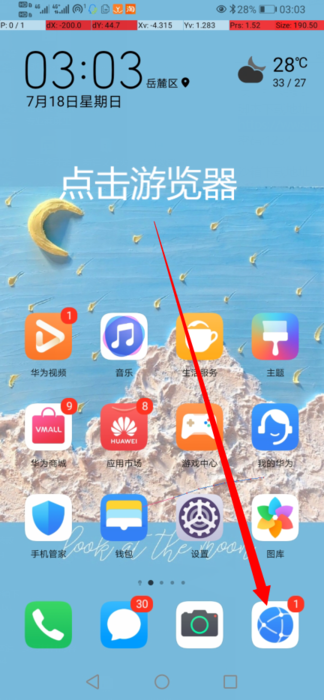 28% 03:03
P: 0 / 1 dX: -200.0 dY: 44.7 Xv: -4.315 Yv: 1.283 Prs: 1.52 Size: 190.50
03:03 岳麓区
7月18日星期日
28℃
33 / 27
点击游览器
1
华为视频 音乐 生活服务 主题
9 8
VMALL HUAWEI
华为商城 应用市场 游戏中心 我的华为
手机管家 钱包 设置 图库
look at the moon
30 1